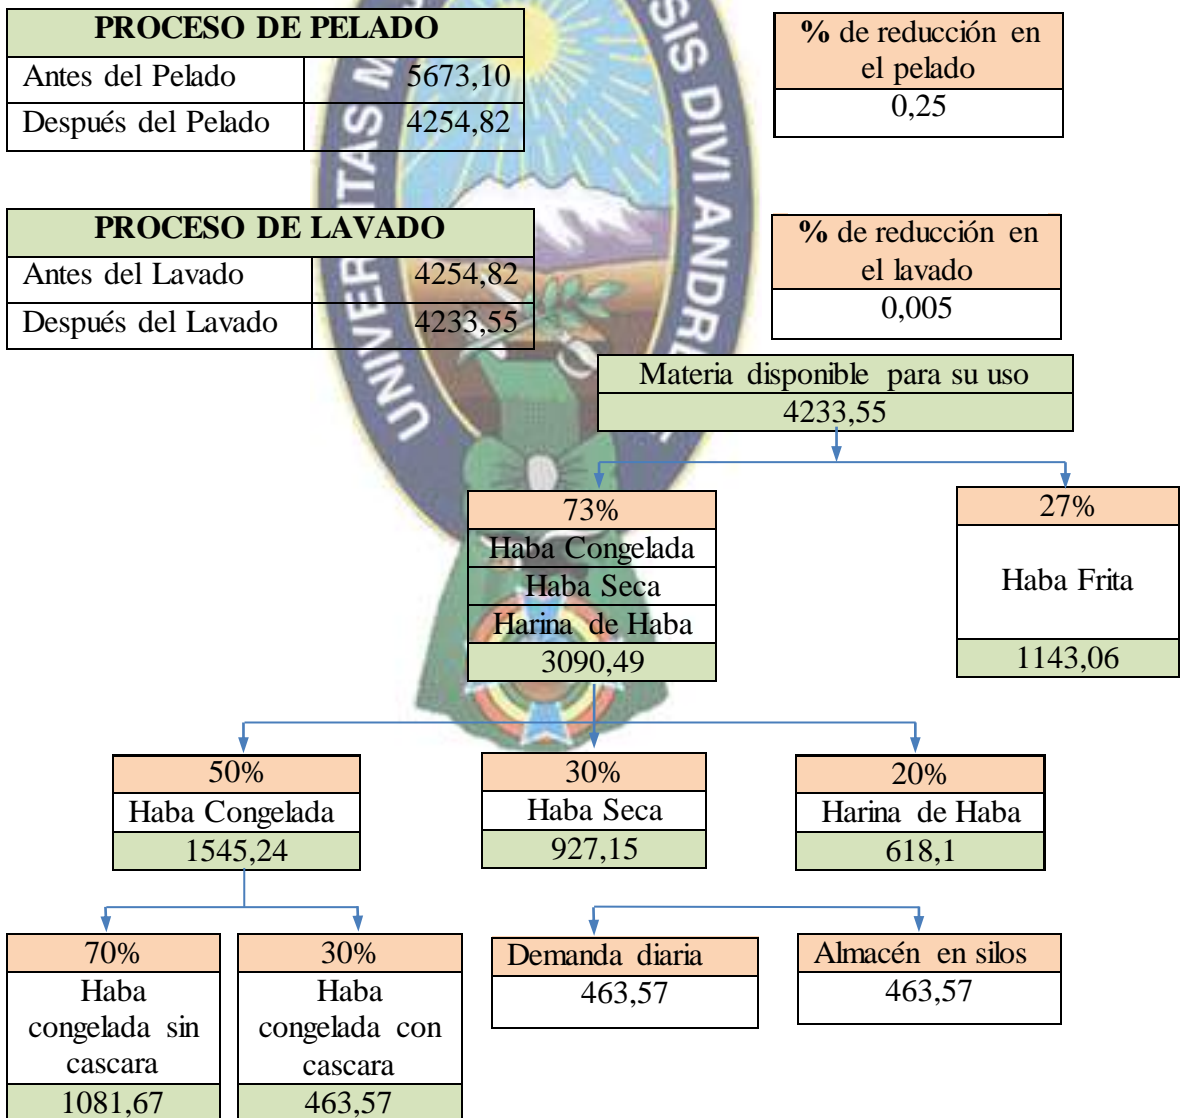 PROCESO DE PELADO
Antes del Pelado 5673,10
Después del Pelado 4254,82
% de reducción en
el pelado
0,25
PROCESO DE LAVADO
Antes del Lavado 4254,82
Después del Lavado 4233,55
% de reducción en
el lavado
0,005
Materia disponible para su uso
4233,55
73%
Haba Congelada
Haba Seca
Harina de Haba
3090,49
27%
Haba Frita
1143,06
50%
Haba Congelada
1545,24
30%
Haba Seca
927,15
20%
Harina de Haba
618,1
70%
Haba
congelada sin
cascara
1081,67
30%
Haba
congelada con
cascara
463,57
Demanda diaria
463,57
Almacén en silos
463,57
SIS DIVI ANDR